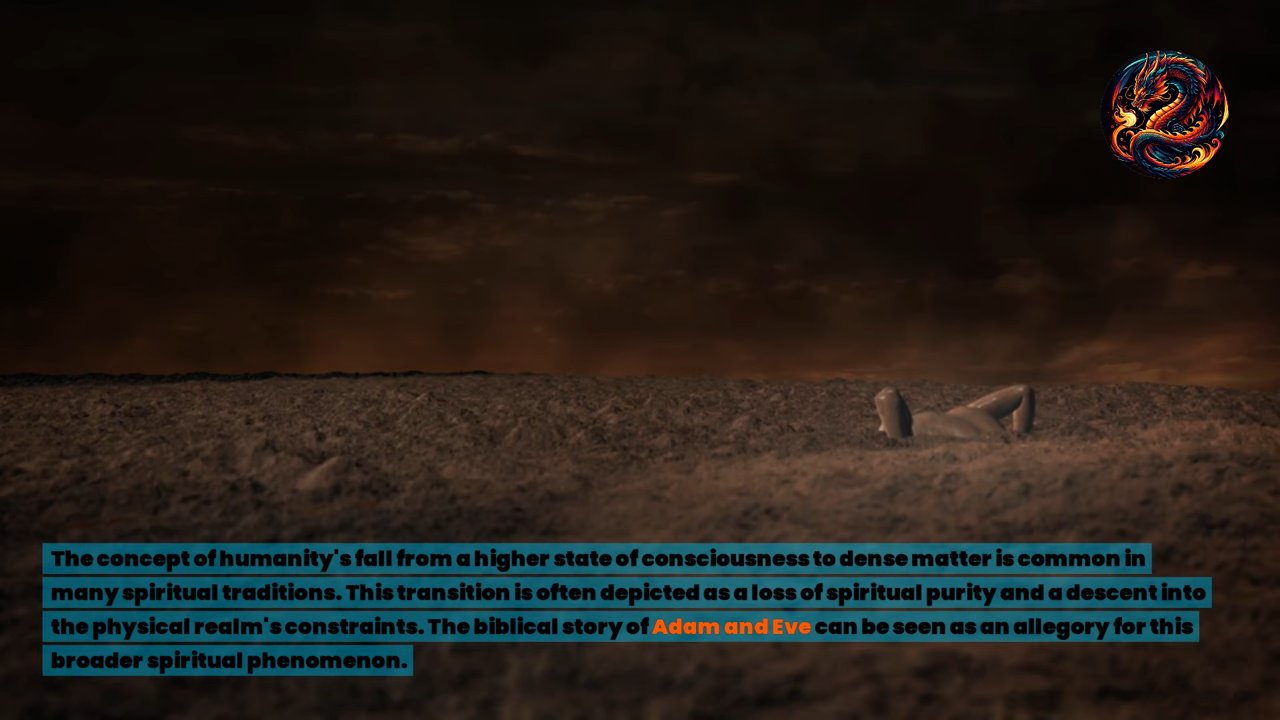 The concept of humanity's fall from a higher state of consciousness to dense matter is common in
many spiritual traditions. This transition is often depicted as a loss of spiritual purity and a descent into
the physical realm's constraints. The biblical story of Adam and Eve can be seen as an allegory for this
broader spiritual phenomenon.